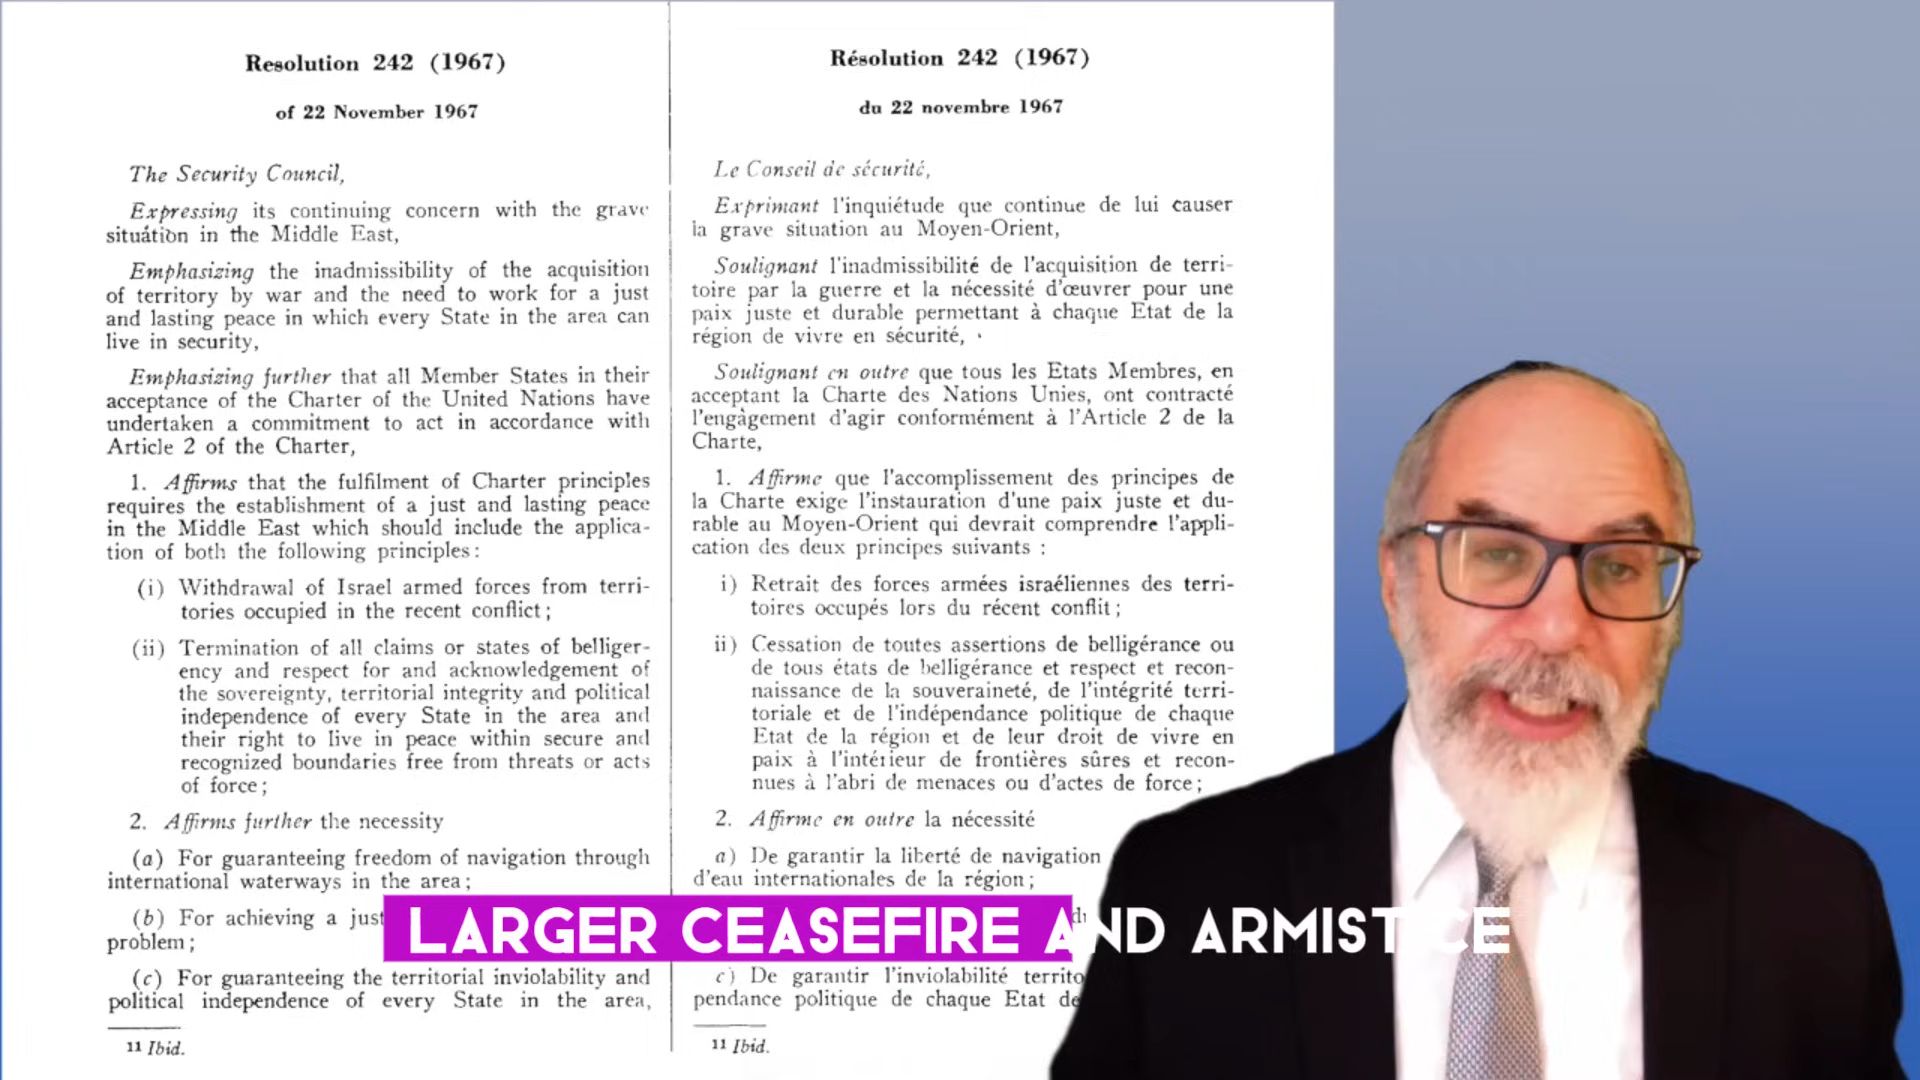 Resolution 242 (1967)
of 22 November 1967
The Security Council,
Expressing its continuing concern with the grave
situation in the Middle East,
Emphasizing the inadmissibility of the acquisition
of territory by war and the need to work for a just
and lasting peace in which every State in the area can
live in security,
Emphasizing further that all Member States in their
acceptance of the Charter of the United Nations have
undertaken a commitment to act in accordance with
Article 2 of the Charter,
1. Affirms that the fulfilment of Charter principles
requires the establishment of a just and lasting peace
in the Middle East which should include the applica-
tion of both the following principles:
(i) Withdrawal of Israel armed forces from terri-
tories occupied in the recent conflict;
(ii) Termination of all claims or states of belliger-
ency and respect for and acknowledgement of
the sovereignty, territorial integrity and political
independence of every State in the area and
their right to live in peace within secure and
recognized boundaries free from threats or acts
of force;
2. Affirms further the necessity
(a) For guaranteeing freedom of navigation through
international waterways in the area;
(b) For achieving a just
problem;
(c) For guaranteeing the territorial inviolability and
political independence of every State in the area,
11 Ibid.
Résolution 242 (1967)
du 22 novembre 1967
Le Conseil de sécurité,
Exprimant l'inquiétude que continue de lui causer
la grave situation au Moyen-Orient,
Soulignant l'inadmissibilité de l'acquisition de terri-
toire par la guerre et la nécessité d'œuvrer pour une
paix juste et durable permettant à chaque Etat de la
région de vivre en sécurité,
Soulignant en outre que tous les Etats Membres, en
acceptant la Charte des Nations Unies, ont contracté
l'engagement d'agir conformément à l'Article 2 de la
Charte,
1. Affirme que l'accomplissement des principes de
la Charte exige l'instauration d'une paix juste et du-
rable au Moyen-Orient qui devrait comprendre l'appli-
cation des deux principes suivants :
i) Retrait des forces armées israéliennes des terri-
toires occupés lors du récent conflit;
ii) Cessation de toutes assertions de belligérance ou
de tous états de belligérance et respect et recon-
naissance de la souveraineté, de l'intégrité terri-
toriale et de l'indépendance politique de chaque
Etat de la région et de leur droit de vivre en
paix à l'intérieur de frontières sûres et recon-
nues à l'abri de menaces ou d'actes de force;
2. Affirme en outre la nécessité
a) De garantir la liberté de navigation
d'eau internationales de la région;
c) De garantir l'inviolabilité territo
pendance politique de chaque Etat de
11 Ibid.
LARGER CEASEFIRE AND ARMISTICE